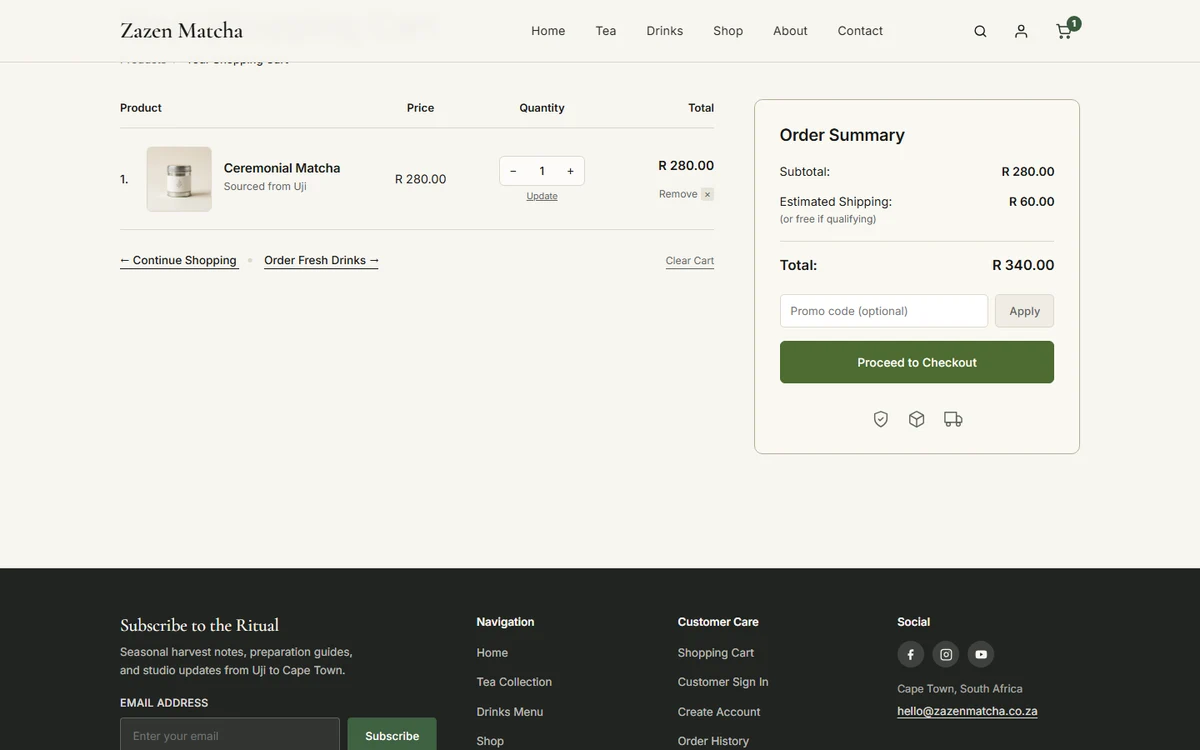 Zazen Matcha
Home
Tea
Drinks
Shop
About
Contact
1
Your Shopping Cart
Product
Price
Quantity
Total
1.
Ceremonial Matcha
Sourced from Uji
R 280.00
− 1 +
Update
R 280.00
Remove ×
← Continue Shopping
Order Fresh Drinks →
Clear Cart
Order Summary
Subtotal: R 280.00
Estimated Shipping: R 60.00
(or free if qualifying)
Total: R 340.00
Promo code (optional)
Apply
Proceed to Checkout
Subscribe to the Ritual
Seasonal harvest notes, preparation guides,
and studio updates from Uji to Cape Town.
EMAIL ADDRESS
Enter your email
Subscribe
Navigation
Home
Tea Collection
Drinks Menu
Shop
Customer Care
Shopping Cart
Customer Sign In
Create Account
Order History
Social
Cape Town, South Africa
hello@zazenmatcha.co.za